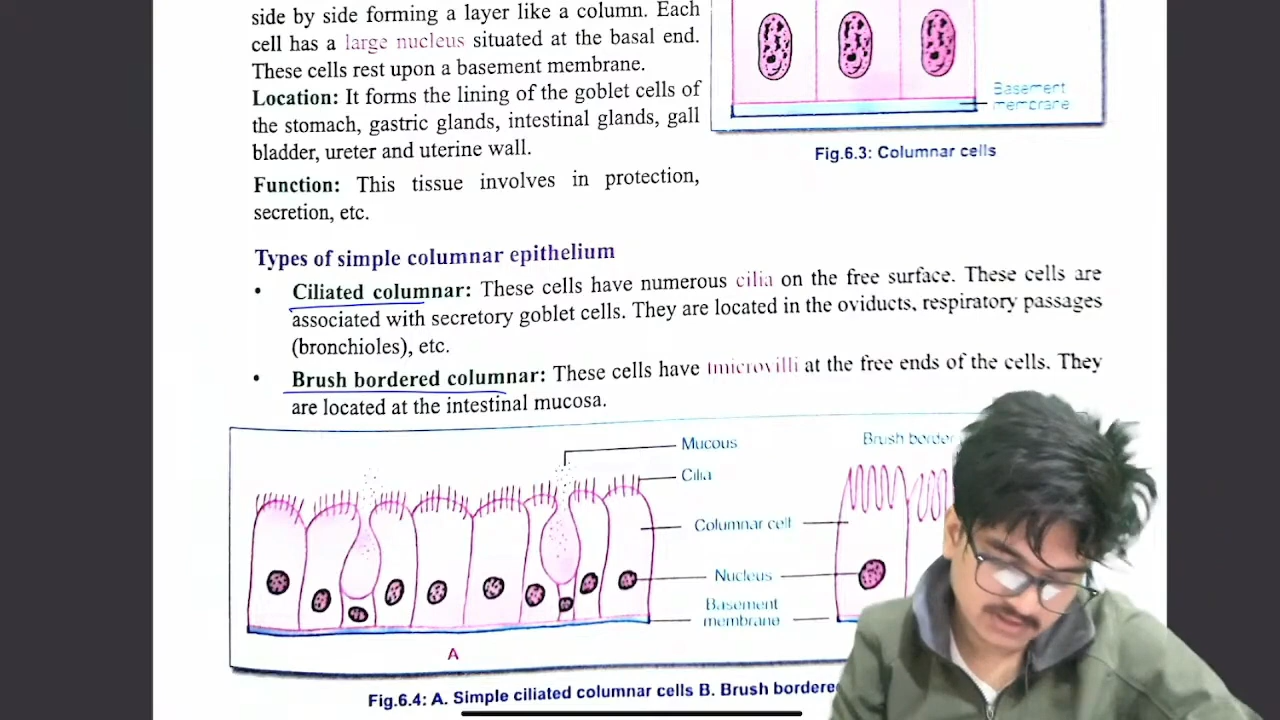 side by side forming a layer like a column. Each
cell has a large nucleus situated at the basal end.
These cells rest upon a basement membrane.
Location: It forms the lining of the goblet cells of
the stomach, gastric glands, intestinal glands, gall
bladder, ureter and uterine wall.
Function: This tissue involves in protection,
secretion, etc.
Basement
membrane
Fig.6.3: Columnar cells
Types of simple columnar epithelium
• Ciliated columnar: These cells have numerous cilia on the free surface. These cells are
associated with secretory goblet cells. They are located in the oviducts, respiratory passages
(bronchioles), etc.
• Brush bordered columnar: These cells have microvilli at the free ends of the cells. They
are located at the intestinal mucosa.
Mucous
Cilia
Columnar cell
Nucleus
Basement
membrane
Brush border
A
Fig.6.4: A. Simple ciliated columnar cells B. Brush bordere